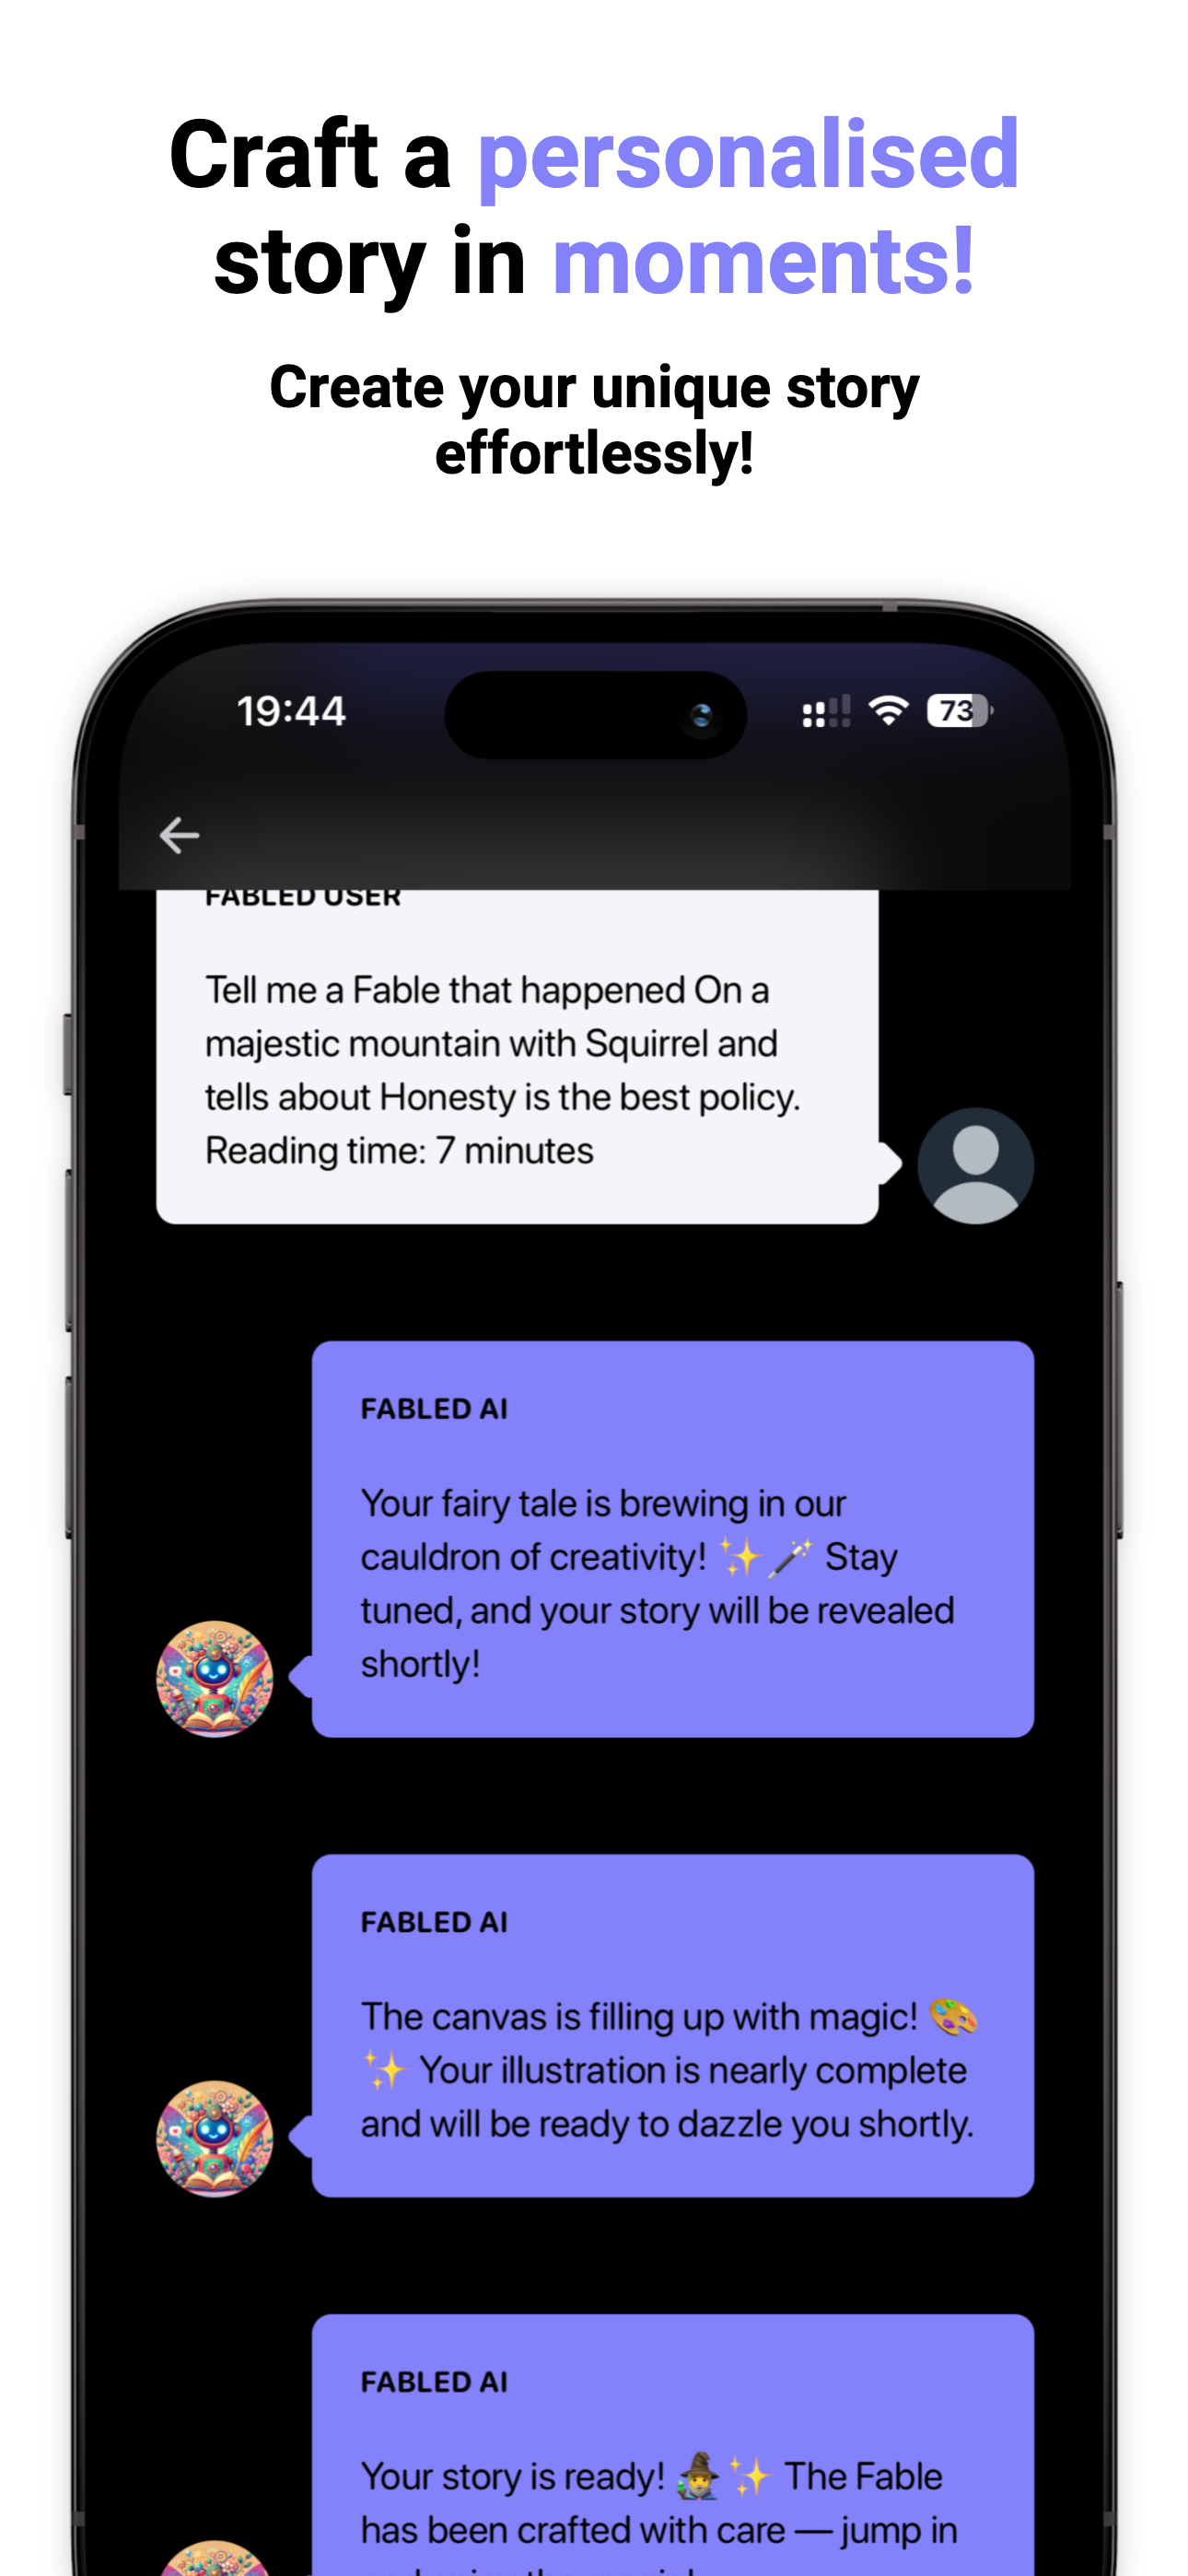 Craft a personalised
story in moments!
Create your unique story
effortlessly!
19:44
73
FABLED USER
Tell me a Fable that happened On a
majestic mountain with Squirrel and
tells about Honesty is the best policy.
Reading time: 7 minutes
FABLED AI
Your fairy tale is brewing in our
cauldron of creativity! ✨🪄 Stay
tuned, and your story will be revealed
shortly!
FABLED AI
The canvas is filling up with magic! 🎨
✨ Your illustration is nearly complete
and will be ready to dazzle you shortly.
FABLED AI
Your story is ready! 🧙‍♂️✨ The Fable
has been crafted with care — jump in